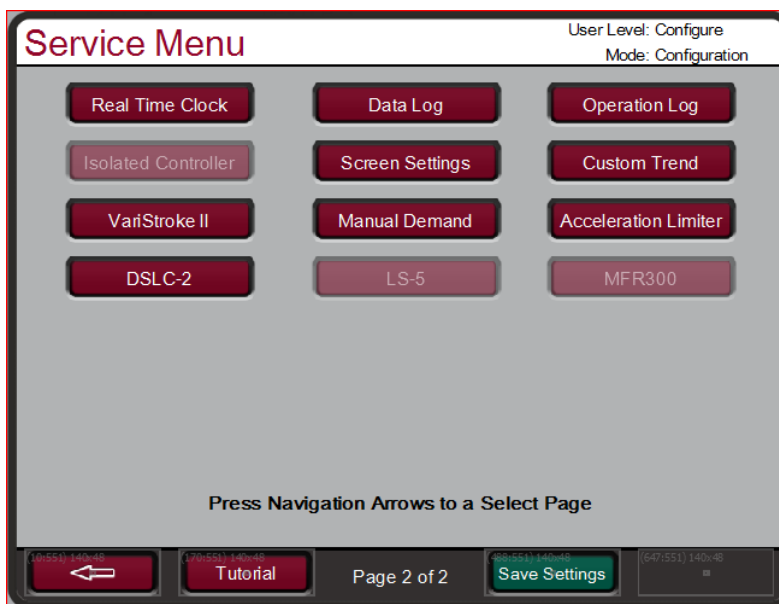 Service Menu
User Level: Configure
Mode: Configuration
Real Time Clock
Data Log
Operation Log
Isolated Controller
Screen Settings
Custom Trend
VariStroke II
Manual Demand
Acceleration Limiter
DSLC-2
LS-5
MFR300
Press Navigation Arrows to a Select Page
(10:551) 140x48
(170:551) 140x48
(488:551) 140x48
(647:551) 140x48
Tutorial
Page 2 of 2
Save Settings